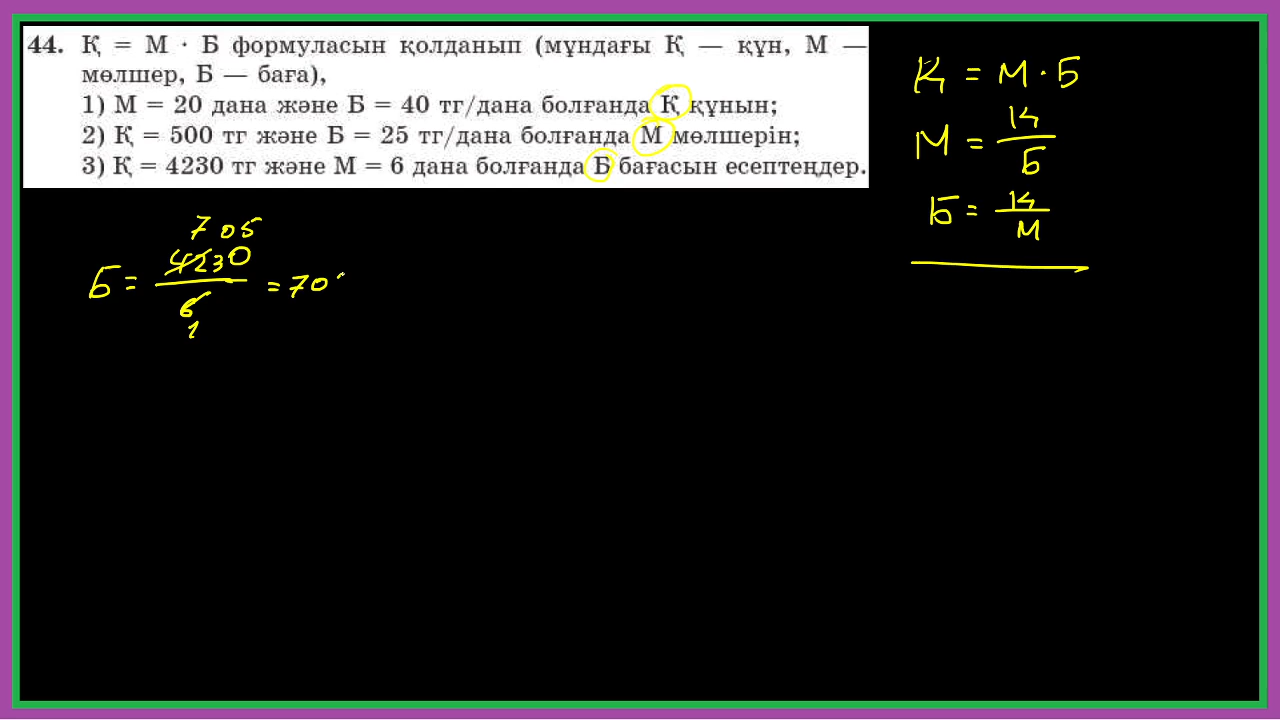 44. Қ = М · Б формуласын қолданып (мұндағы Қ — құн, М —
мөлшер, Б — баға),
1) М = 20 дана және Б = 40 тг/дана болғанда Қ құнын;
2) Қ = 500 тг және Б = 25 тг/дана болғанда М мөлшерін;
3) Қ = 4230 тг және М = 6 дана болғанда Б бағасын есептеңдер.
Қ = М · Б
М = Қ / Б
Б = Қ / М
705
Б = 4230 / 6 = 70
1